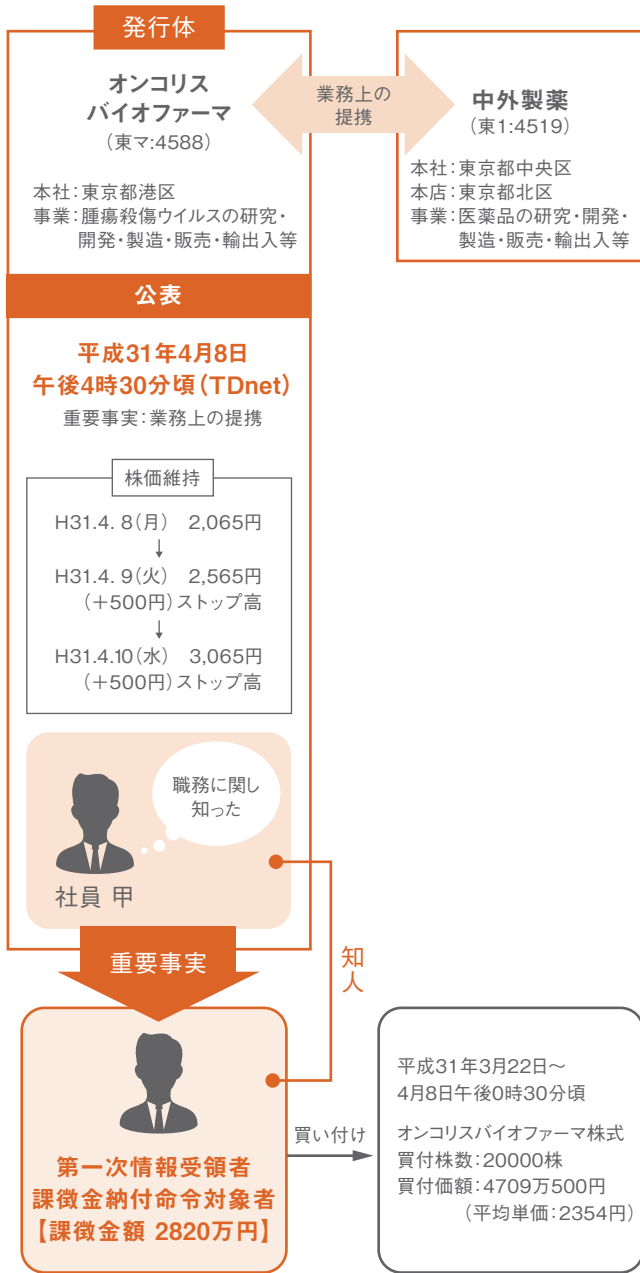 発行体
オンコリス
バイオファーマ
（東マ:4588）
本社：東京都港区
事業：腫瘍殺傷ウイルスの研究・
開発・製造・販売・輸出入等
業務上の
提携
中外製薬
（東1:4519）
本社：東京都中央区
本店：東京都北区
事業：医薬品の研究・開発・
製造・販売・輸出入等
公表
平成31年4月8日
午後4時30分頃（TDnet）
重要事実：業務上の提携
株価維持
H31.4. 8（月） 2,065円
↓
H31.4. 9（火） 2,565円
（＋500円）ストップ高
↓
H31.4.10（水） 3,065円
（＋500円）ストップ高
職務に関し
知った
社員 甲
重要事実
知人
第一次情報受領者
課徴金納付命令対象者
【課徴金額 2820万円】
買い付け
平成31年3月22日～
4月8日午後0時30分頃
オンコリスバイオファーマ株式
買付株数：20000株
買付価額：4709万500円
（平均単価：2354円）